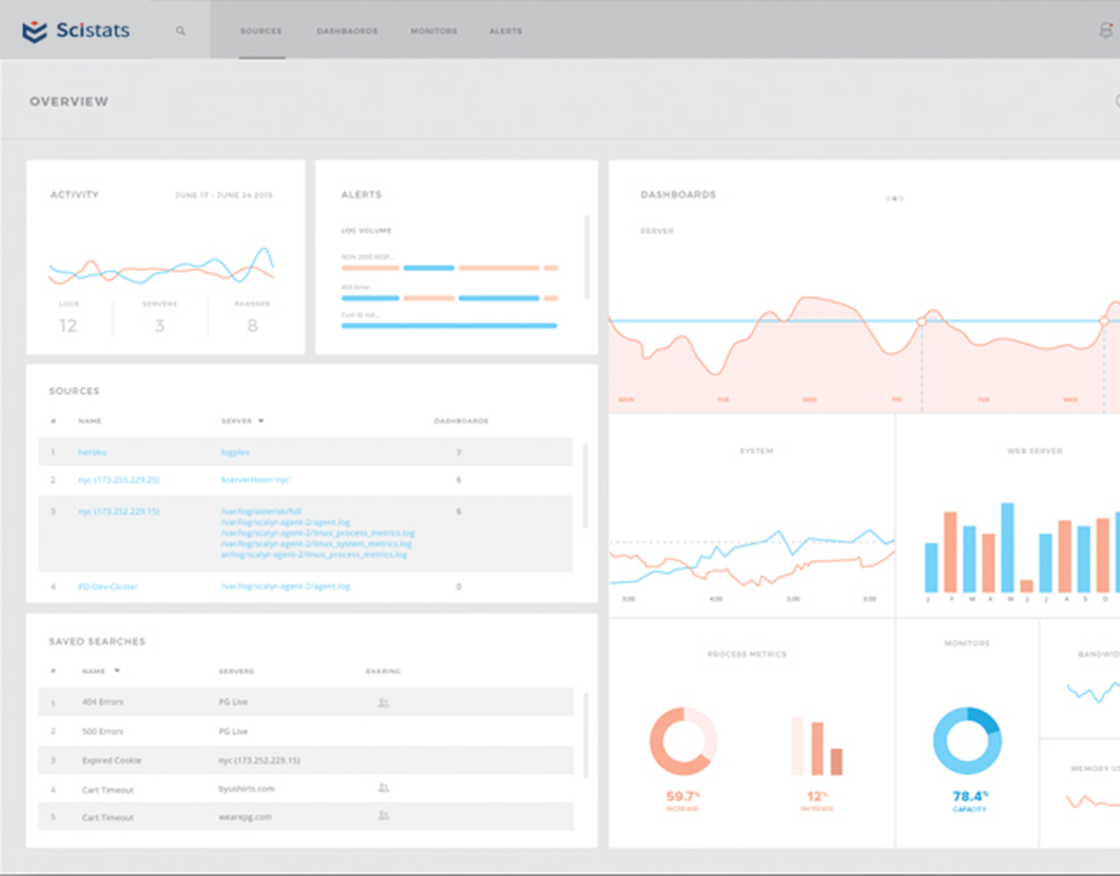 Scistats
SOURCES
DASHBAORDS
MONITORS
ALERTS
OVERVIEW
ACTIVITY
JUNE 17 - JUNE 24 2015
LOGS
SERVERS
PARSERS
12
3
8
ALERTS
LOG VOLUME
NON 2000 RESP...
404 Error
Cust ID not...
DASHBOARDS
SERVER
MON
TUE
WED
FRI
TUE
WED
SOURCES
# NAME SERVER DASHBOARDS
1 heroku logplex 7
2 nyc (173.255.229.25) $serverHost='nyc' 6
3 nyc (173.252.229.15) /var/log/asterisk/full 6
/var/log/scalyr-agent-2/agent.log
/var/log/scalyr-agent-2/linux_process_metrics.log
/var/log/scalyr-agent-2/linux_system_metrics.log
ar/log/scalyr-agent-2/linux_process_metrics.log
4 PD-Dev-Cluster /var/log/scalyr-agent-2/agent.log 0
SYSTEM
3:00 4:00 5:00 6:00
WEB SERVER
J F M A M J J A S O
SAVED SEARCHES
# NAME SERVERS SHARING
1 404 Errors PG Live
2 500 Errors PG Live
3 Expired Cookie nyc (173.252.229.15)
4 Cart Timeout byushirts.com
5 Cart Timeout wearepg.com
PROCESS METRICS
59.7%
INCREASE
12%
INCREASE
MONITORS
78.4%
CAPACITY
BANDWID
MEMORY US